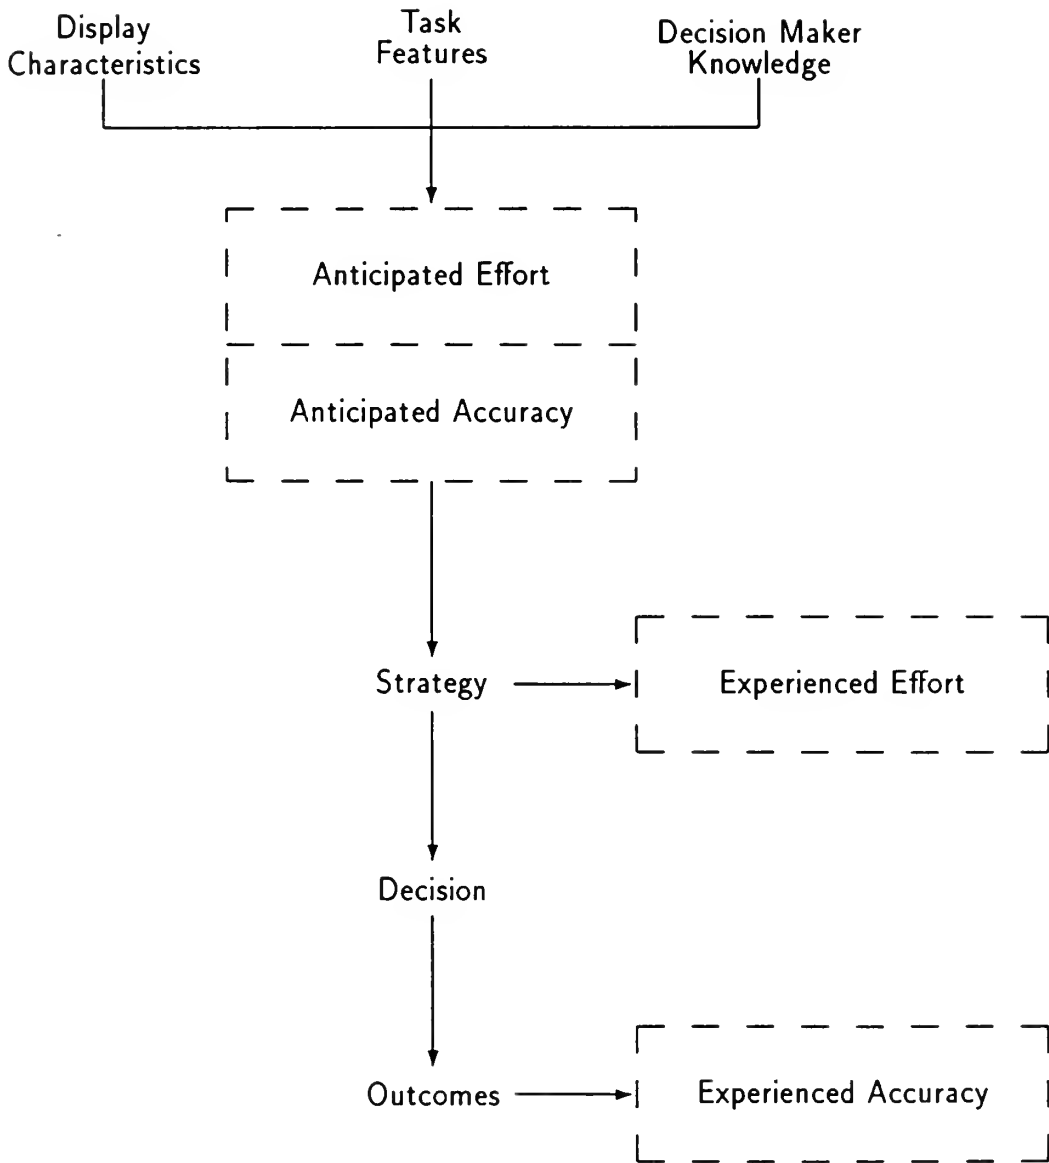 Display
Characteristics
Task
Features
Decision Maker
Knowledge
Anticipated Effort
Anticipated Accuracy
Strategy
Experienced Effort
Decision
Outcomes
Experienced Accuracy